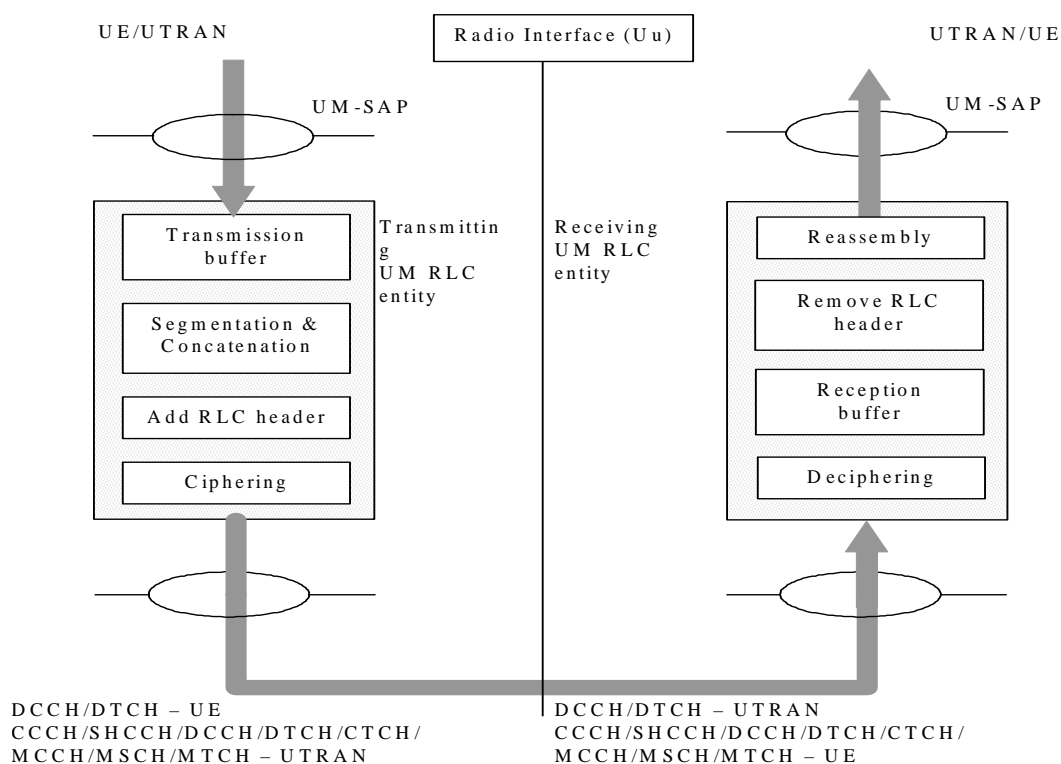 UE/UTRAN
Radio Interface (Uu)
UTRAN/UE
UM-SAP
UM-SAP
Transmission
buffer
Segmentation &
Concatenation
Add RLC header
Ciphering
Transmittin
g
UM RLC
entity
Receiving
UM RLC
entity
Reassembly
Remove RLC
header
Reception
buffer
Deciphering
DCCH/DTCH – UE
CCCH/SHCCH/DCCH/DTCH/CTCH/
MCCH/MSCH/MTCH – UTRAN
DCCH/DTCH – UTRAN
CCCH/SHCCH/DCCH/DTCH/CTCH/
MCCH/MSCH/MTCH – UE